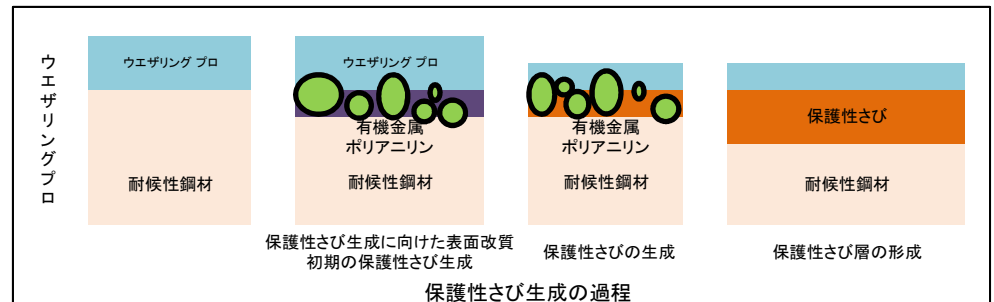 ウエザリングプロ
ウエザリング プロ
耐候性鋼材
ウエザリング プロ
有機金属
ポリアニリン
耐候性鋼材
保護性さび生成に向けた表面改質
初期の保護性さび生成
有機金属
ポリアニリン
耐候性鋼材
保護性さびの生成
保護性さび
耐候性鋼材
保護性さび層の形成
保護性さび生成の過程